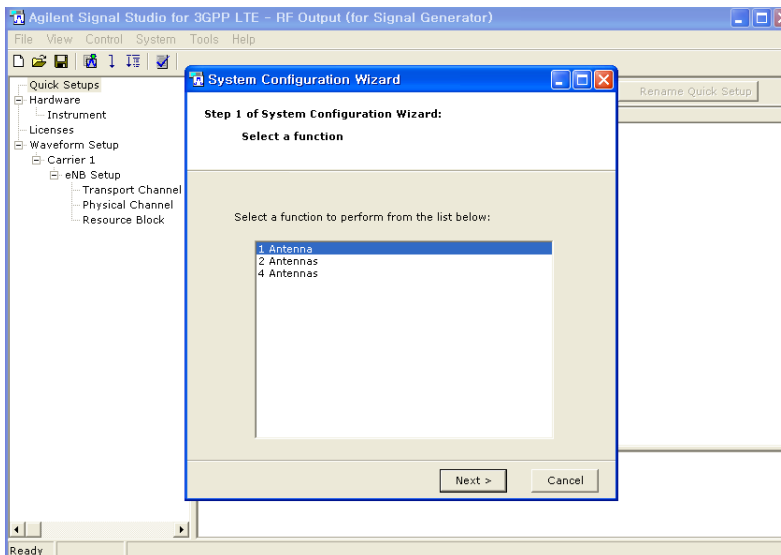 Agilent Signal Studio for 3GPP LTE - RF Output (for Signal Generator)
File View Control System Tools Help
Quick Setups
Hardware
Instrument
Licenses
Waveform Setup
Carrier 1
eNB Setup
Transport Channel
Physical Channel
Resource Block
Rename Quick Setup
System Configuration Wizard
Step 1 of System Configuration Wizard:
Select a function
Select a function to perform from the list below:
1 Antenna
2 Antennas
4 Antennas
Next >
Cancel
Ready